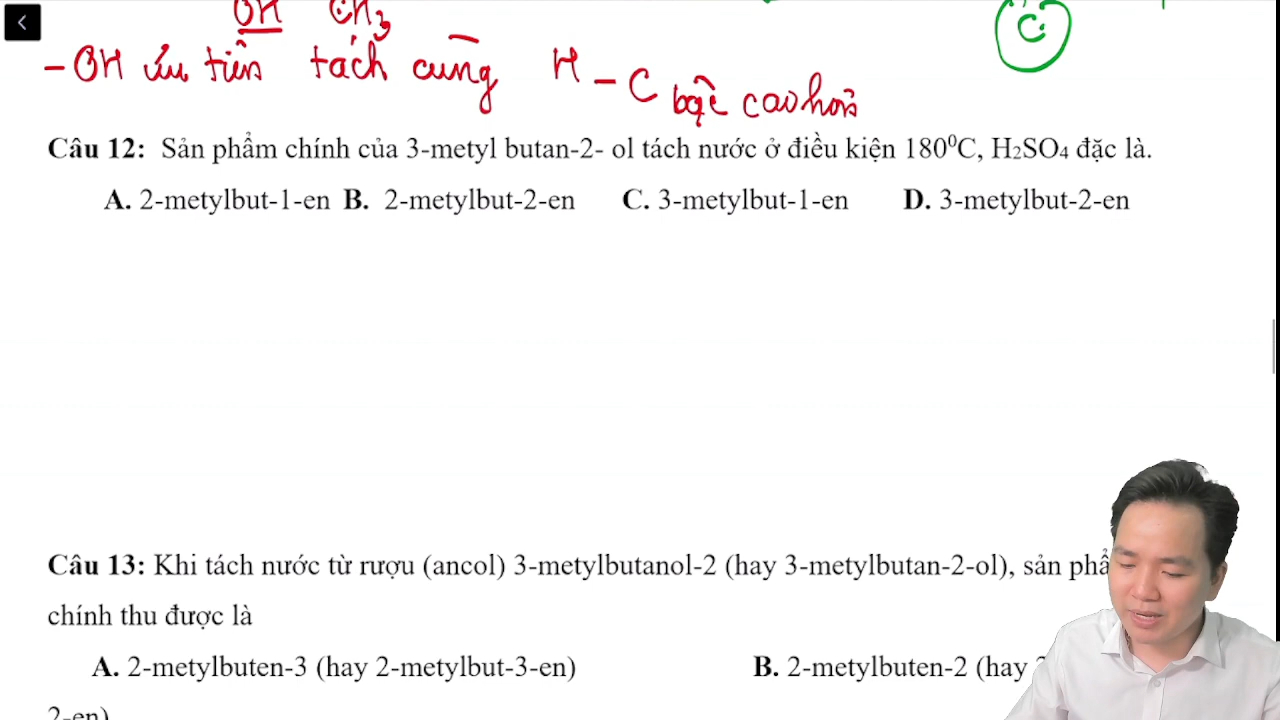 OH CH3
- OH ưu tiên tách cùng H - C bậc cao hơn
C
Câu 12: Sản phẩm chính của 3-metyl butan-2- ol tách nước ở điều kiện 180⁰C, H₂SO₄ đặc là.
A. 2-metylbut-1-en B. 2-metylbut-2-en C. 3-metylbut-1-en D. 3-metylbut-2-en
Câu 13: Khi tách nước từ rượu (ancol) 3-metylbutanol-2 (hay 3-metylbutan-2-ol), sản
chính thu được là
A. 2-metylbuten-3 (hay 2-metylbut-3-en) B. 2-metylbuten-2 (hay
2-en)